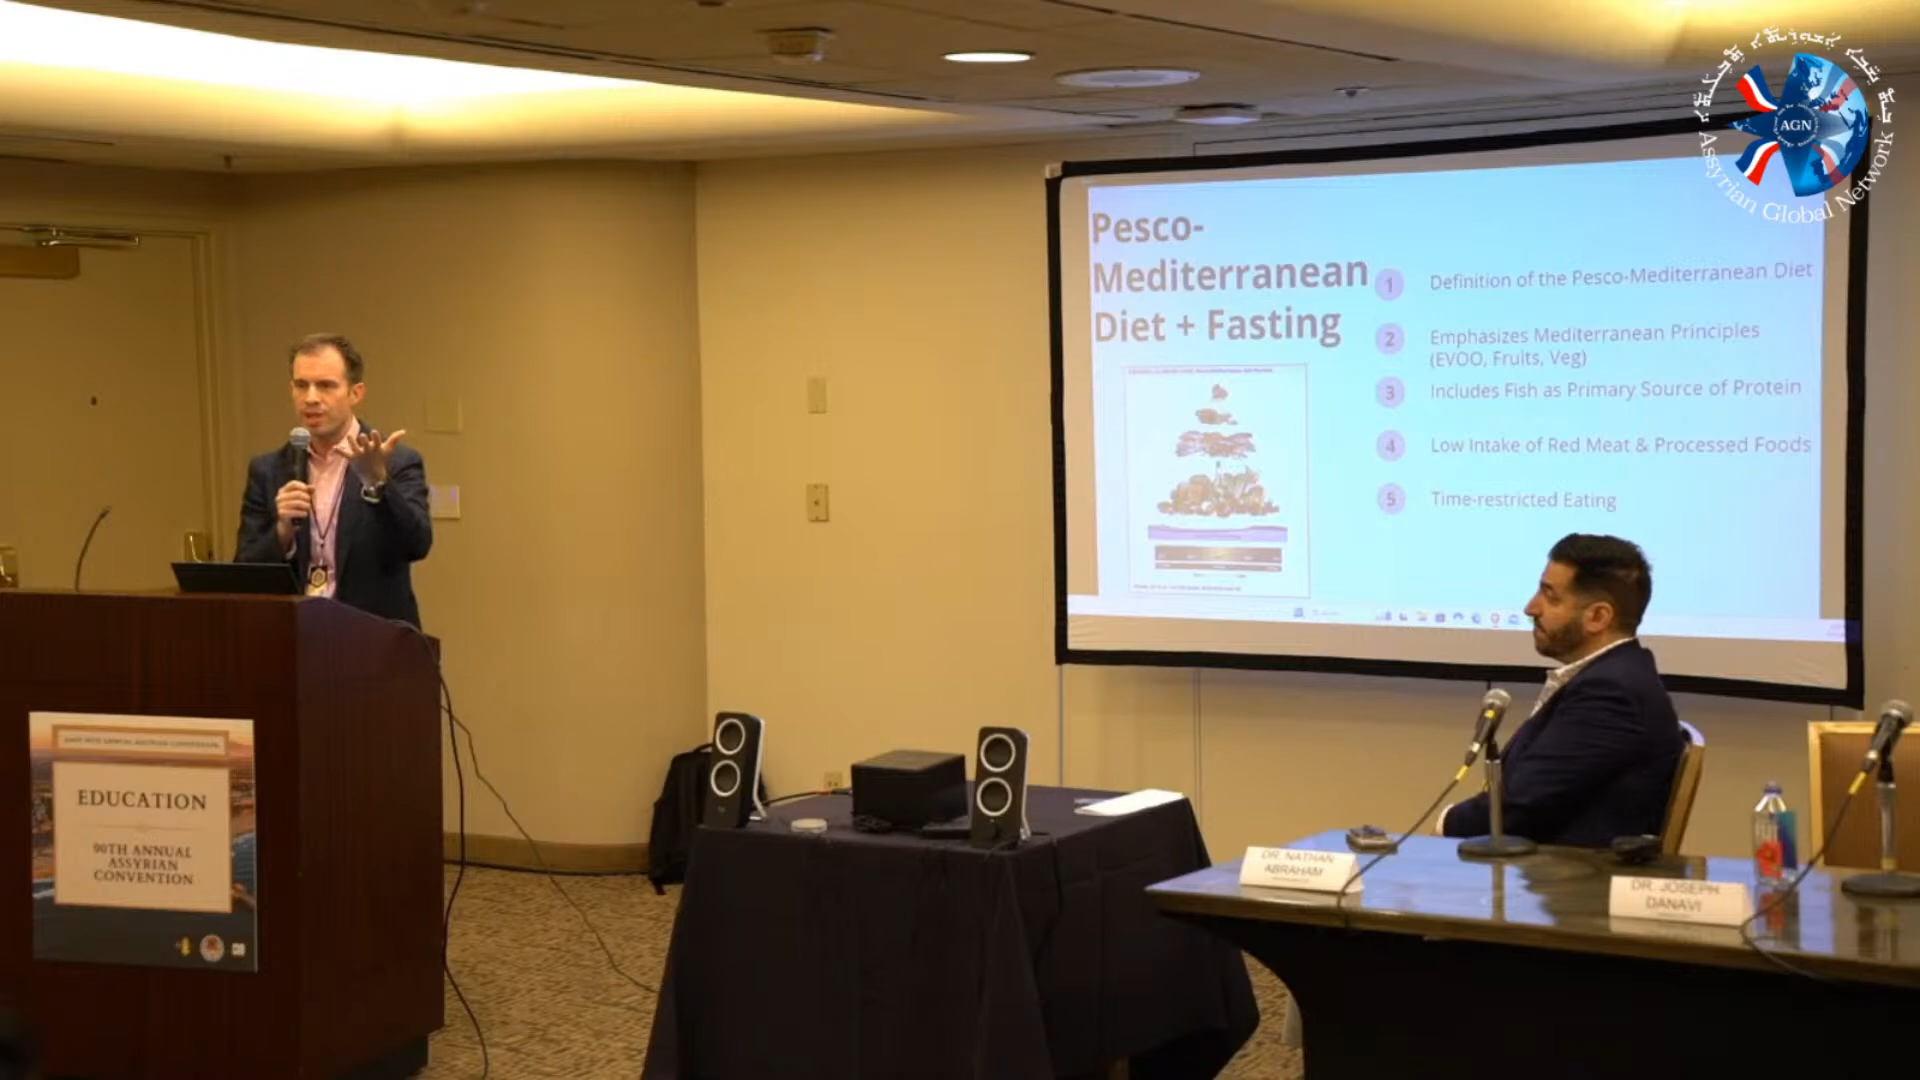 Pesco-
Mediterranean
Diet + Fasting
1 Definition of the Pesco-Mediterranean Diet
2 Emphasizes Mediterranean Principles
(EVOO, Fruits, Veg)
3 Includes Fish as Primary Source of Protein
4 Low Intake of Red Meat & Processed Foods
5 Time-restricted Eating
AGN
Assyrian Global Network
EDUCATION
90TH ANNUAL
ASSYRIAN
CONVENTION
DR. NATHAN
ABRAHAM
DR. JOSEPH
DANAVI